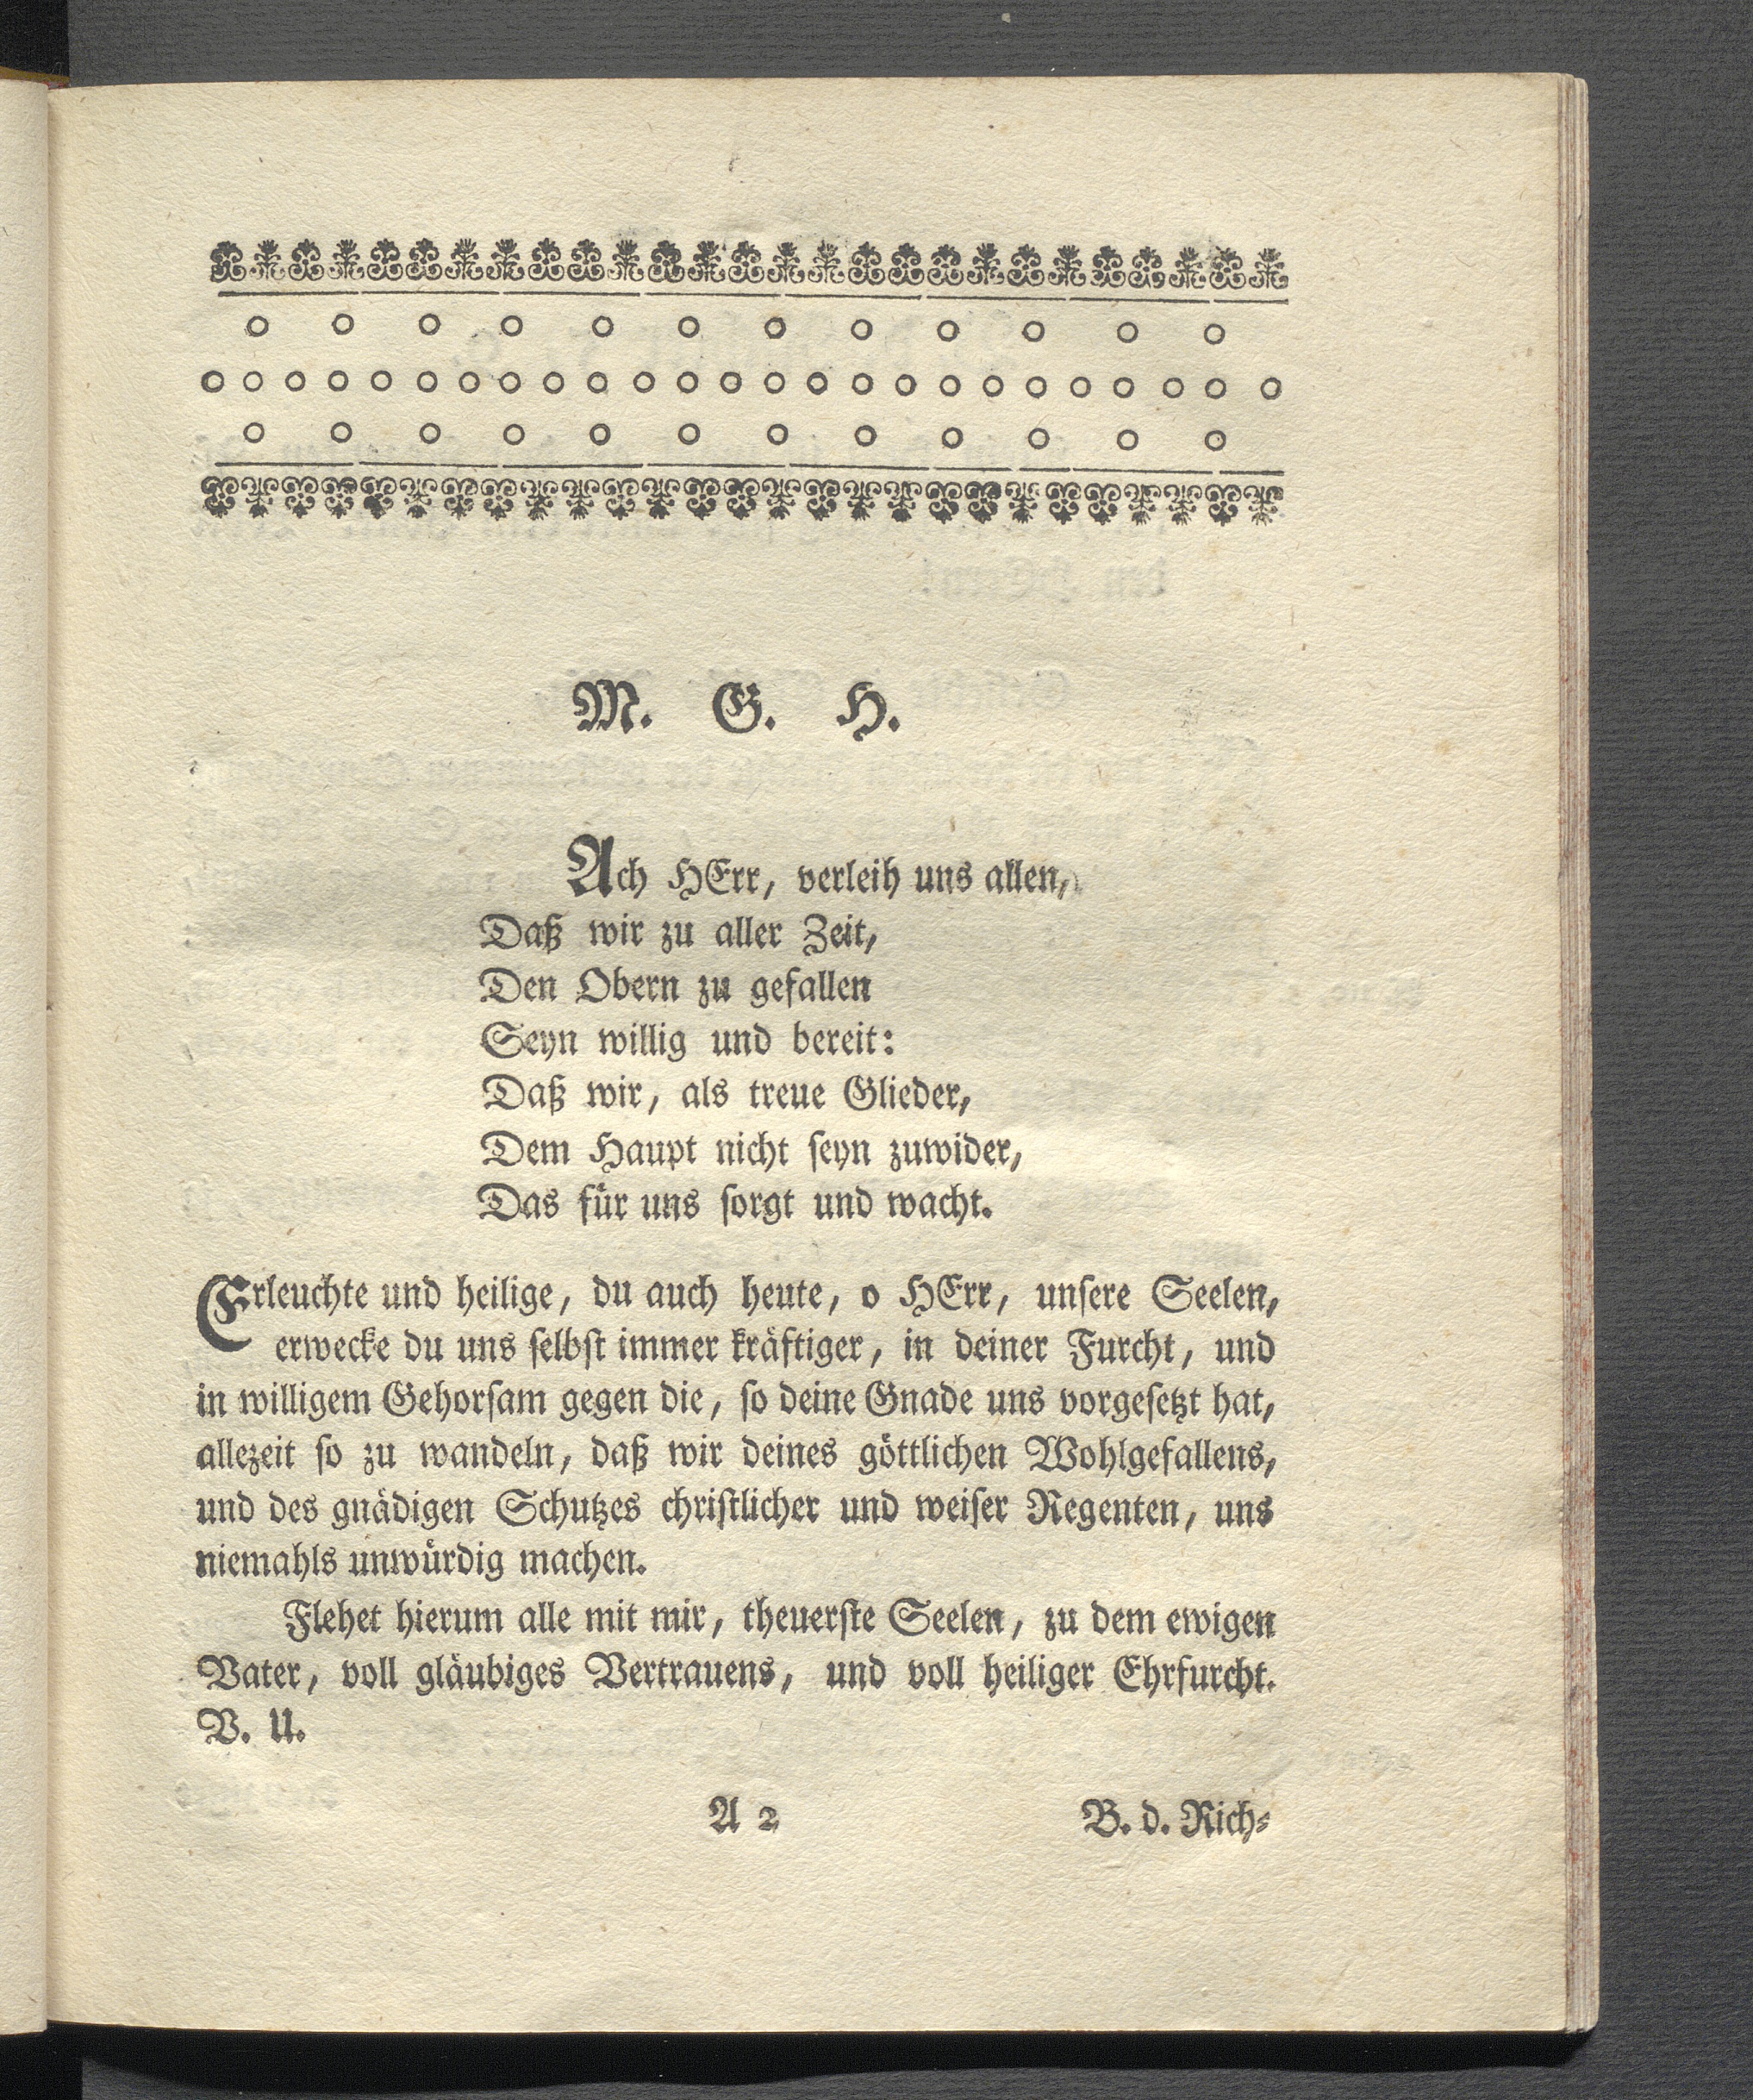 M. G. H.
Ach HErr, verleih uns allen,
Daß wir zu aller Zeit,
Den Obern zu gefallen
Seyn willig und bereit:
Daß wir, als treue Glieder,
Dem Haupt nicht seyn zuwider,
Das für uns sorgt und wacht.
Erleuchte und heilige, du auch heute, o HErr, unsere Seelen,
erwecke du uns selbst immer kräftiger, in deiner Furcht, und
in willigem Gehorsam gegen die, so deine Gnade uns vorgesetzt hat,
allezeit so zu wandeln, daß wir deines göttlichen Wohlgefallens,
und des gnädigen Schutzes christlicher und weiser Regenten, uns
niemahls unwürdig machen.
Flehet hierum alle mit mir, theuerste Seelen, zu dem ewigen
Vater, voll gläubiges Vertrauens, und voll heiliger Ehrfurcht.
V. U.
A 2
B. d. Rich-